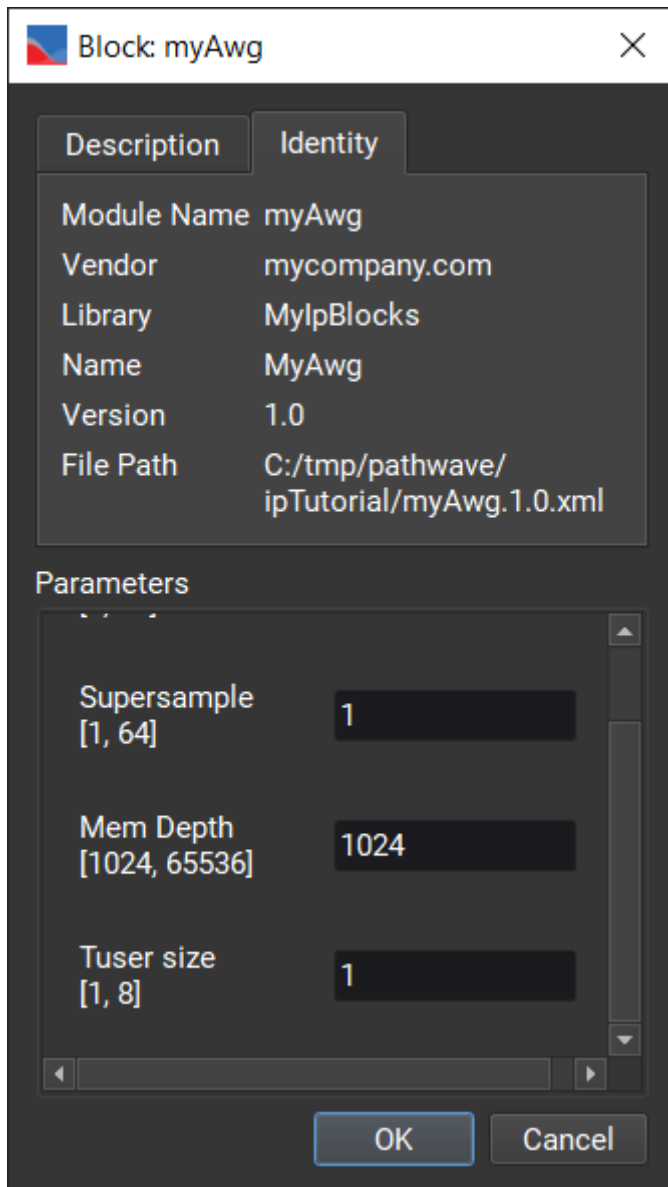 Block: myAwg
Description Identity
Module Name myAwg
Vendor mycompany.com
Library MyIpBlocks
Name MyAwg
Version 1.0
File Path C:/tmp/pathwave/
ipTutorial/myAwg.1.0.xml
Parameters
Supersample
[1, 64] 1
Mem Depth
[1024, 65536] 1024
Tuser size
[1, 8] 1
OK Cancel